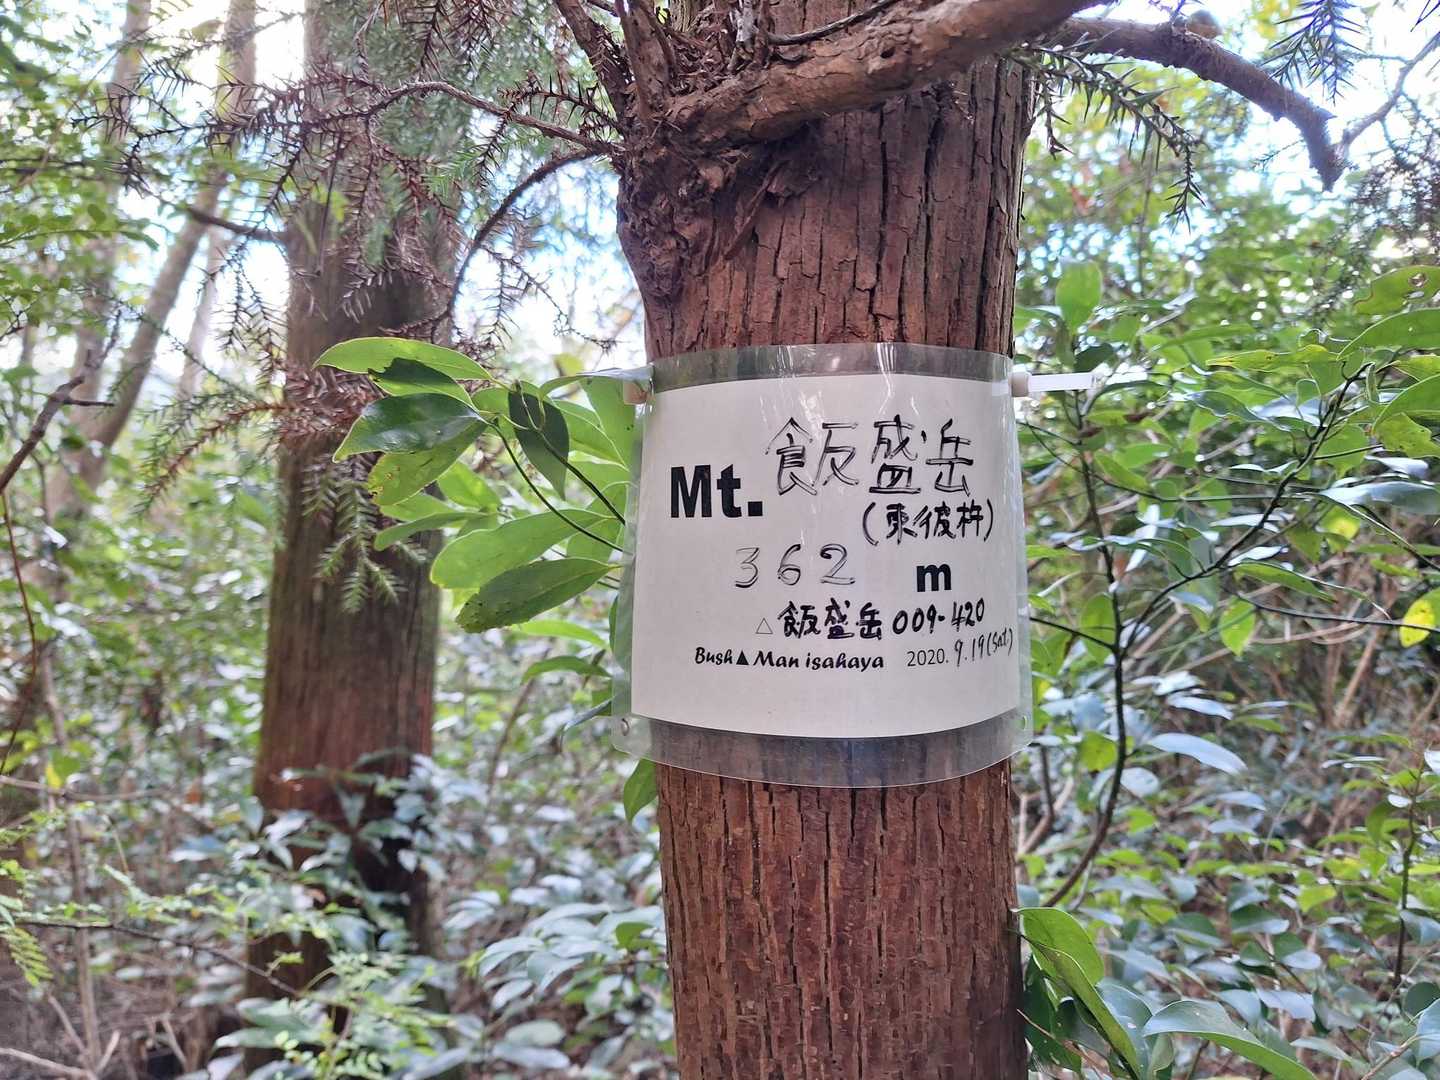 Mt. 飯盛岳
(東彼杵)
362 m
△飯盛岳 009-420
Bush▲Man isahaya 2020. 9.19(Sat.)